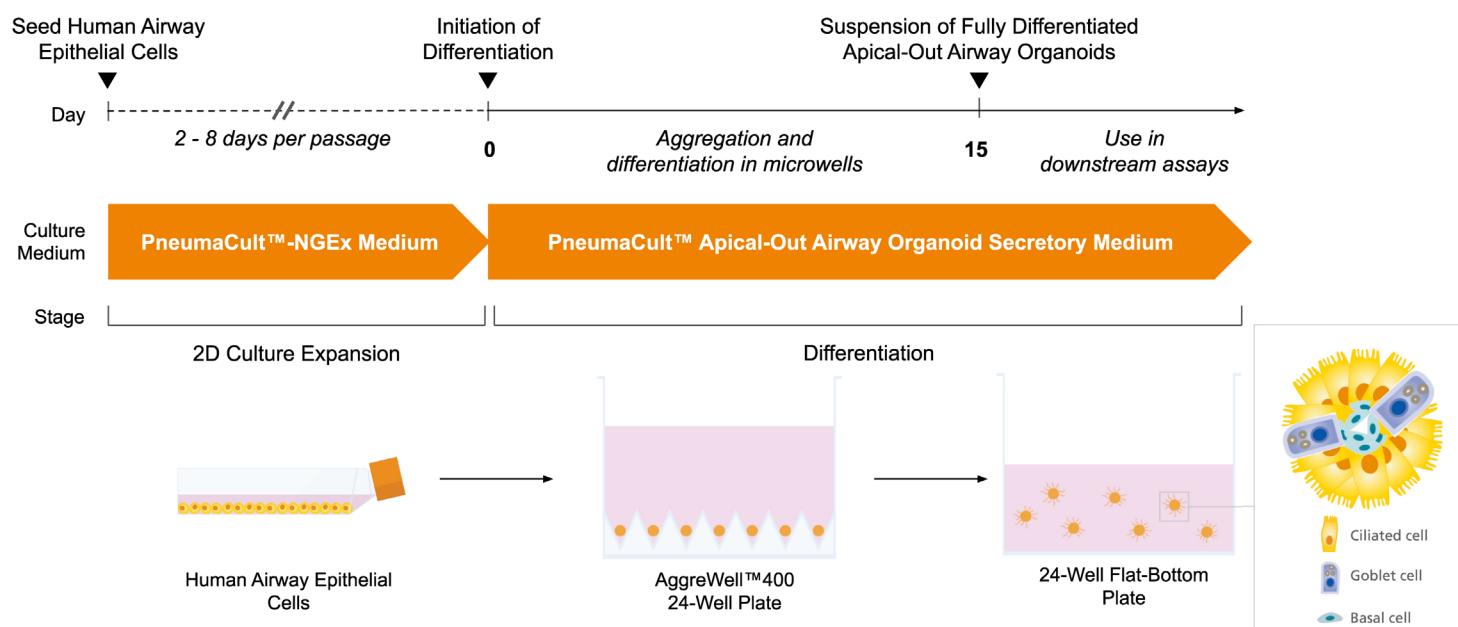 Seed Human Airway
Epithelial Cells
Initiation of
Differentiation
Suspension of Fully Differentiated
Apical-Out Airway Organoids
Day
2 - 8 days per passage
0
Aggregation and
differentiation in microwells
15
Use in
downstream assays
Culture
Medium
PneumaCult™-NGEx Medium
PneumaCult™ Apical-Out Airway Organoid Secretory Medium
Stage
2D Culture Expansion
Differentiation
Human Airway Epithelial
Cells
AggreWell™400
24-Well Plate
24-Well Flat-Bottom
Plate
Ciliated cell
Goblet cell
Basal cell